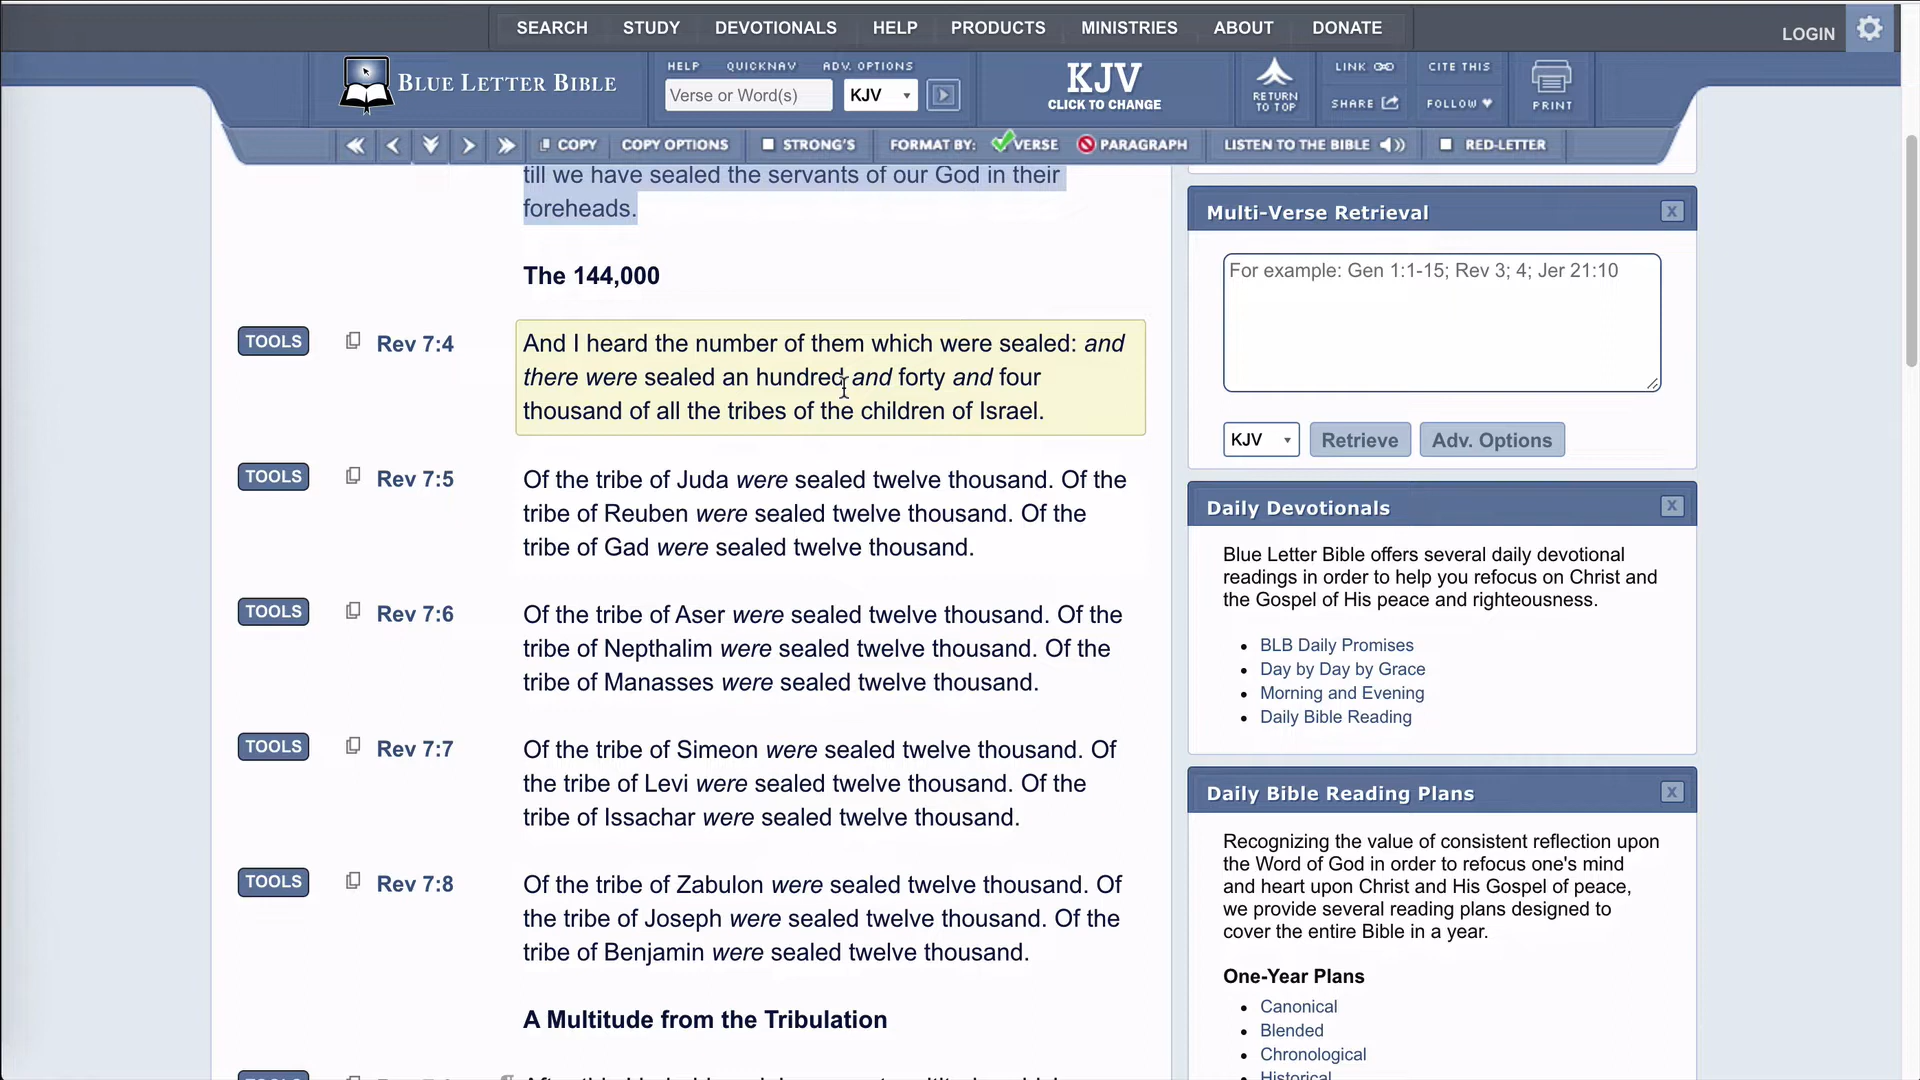 SEARCH STUDY DEVOTIONALS HELP PRODUCTS MINISTRIES ABOUT DONATE
LOGIN
BLUE LETTER BIBLE
HELP QUICKNAV ADV. OPTIONS
Verse or Word(s) KJV
KJV
CLICK TO CHANGE
RETURN
TO TOP
LINK
SHARE
CITE THIS
FOLLOW
PRINT
COPY COPY OPTIONS STRONG'S FORMAT BY: VERSE PARAGRAPH LISTEN TO THE BIBLE RED-LETTER
till we have sealed the servants of our God in their
foreheads.
The 144,000
TOOLS Rev 7:4 And I heard the number of them which were sealed: and
there were sealed an hundred and forty and four
thousand of all the tribes of the children of Israel.
TOOLS Rev 7:5 Of the tribe of Juda were sealed twelve thousand. Of the
tribe of Reuben were sealed twelve thousand. Of the
tribe of Gad were sealed twelve thousand.
TOOLS Rev 7:6 Of the tribe of Aser were sealed twelve thousand. Of the
tribe of Nepthalim were sealed twelve thousand. Of the
tribe of Manasses were sealed twelve thousand.
TOOLS Rev 7:7 Of the tribe of Simeon were sealed twelve thousand. Of
the tribe of Levi were sealed twelve thousand. Of the
tribe of Issachar were sealed twelve thousand.
TOOLS Rev 7:8 Of the tribe of Zabulon were sealed twelve thousand. Of
the tribe of Joseph were sealed twelve thousand. Of the
tribe of Benjamin were sealed twelve thousand.
A Multitude from the Tribulation
Multi-Verse Retrieval X
For example: Gen 1:1-15; Rev 3; 4; Jer 21:10
KJV Retrieve Adv. Options
Daily Devotionals X
Blue Letter Bible offers several daily devotional
readings in order to help you refocus on Christ and
the Gospel of His peace and righteousness.
BLB Daily Promises
Day by Day by Grace
Morning and Evening
Daily Bible Reading
Daily Bible Reading Plans X
Recognizing the value of consistent reflection upon
the Word of God in order to refocus one's mind
and heart upon Christ and His Gospel of peace,
we provide several reading plans designed to
cover the entire Bible in a year.
One-Year Plans
Canonical
Blended
Chronological
Historical